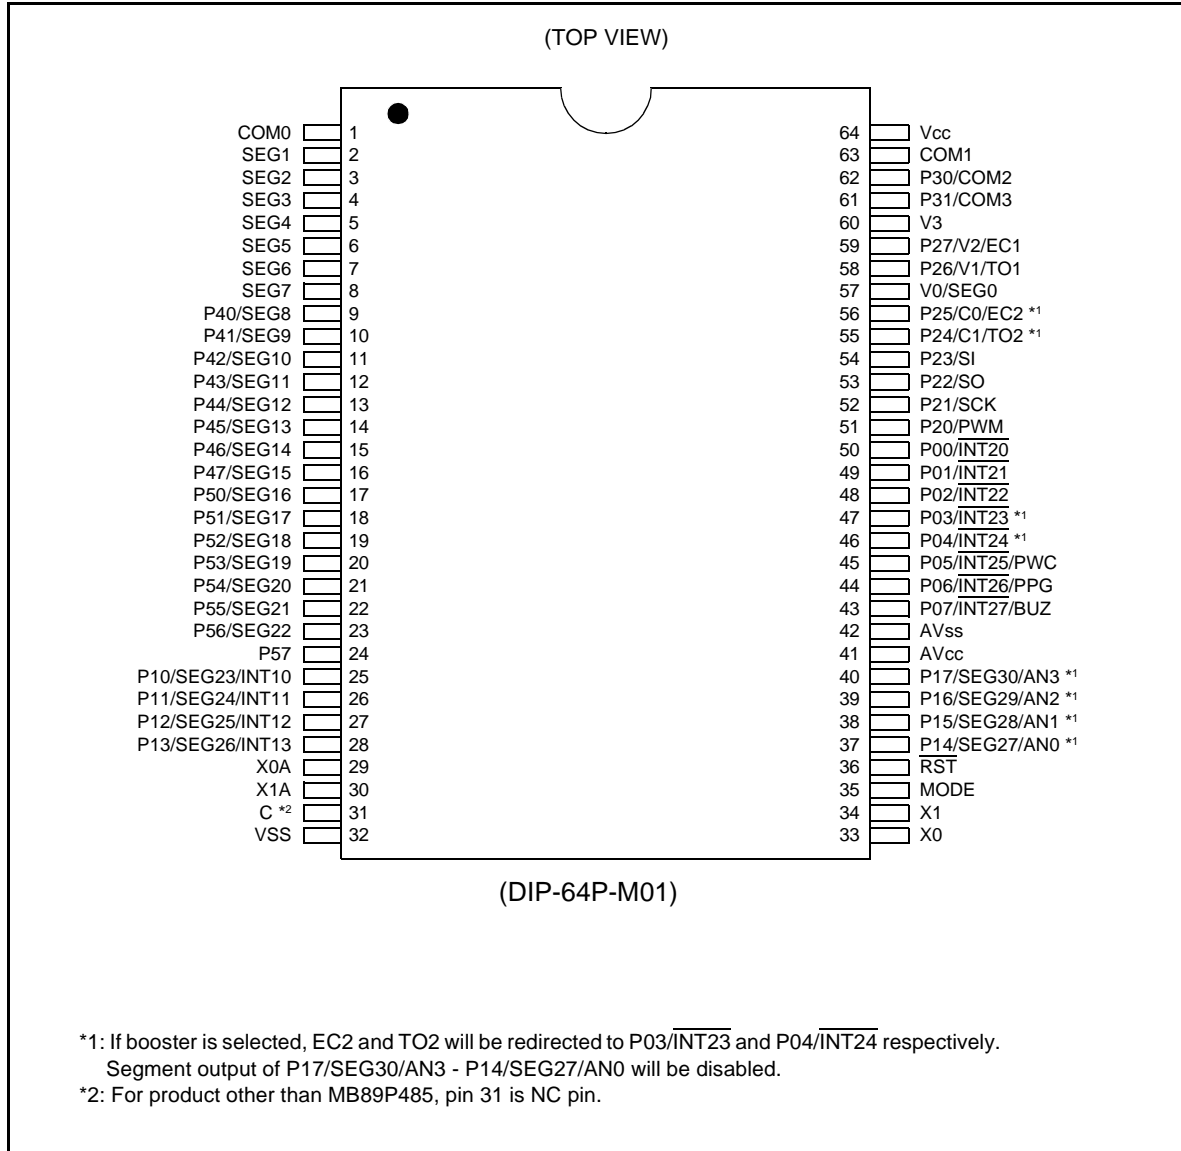 (TOP VIEW)
COM0 1 64 Vcc
SEG1 2 63 COM1
SEG2 3 62 P30/COM2
SEG3 4 61 P31/COM3
SEG4 5 60 V3
SEG5 6 59 P27/V2/EC1
SEG6 7 58 P26/V1/TO1
SEG7 8 57 V0/SEG0
P40/SEG8 9 56 P25/C0/EC2 *1
P41/SEG9 10 55 P24/C1/TO2 *1
P42/SEG10 11 54 P23/SI
P43/SEG11 12 53 P22/SO
P44/SEG12 13 52 P21/SCK
P45/SEG13 14 51 P20/PWM
P46/SEG14 15 50 P00/INT20
P47/SEG15 16 49 P01/INT21
P50/SEG16 17 48 P02/INT22
P51/SEG17 18 47 P03/INT23 *1
P52/SEG18 19 46 P04/INT24 *1
P53/SEG19 20 45 P05/INT25/PWC
P54/SEG20 21 44 P06/INT26/PPG
P55/SEG21 22 43 P07/INT27/BUZ
P56/SEG22 23 42 AVss
P57 24 41 AVcc
P10/SEG23/INT10 25 40 P17/SEG30/AN3 *1
P11/SEG24/INT11 26 39 P16/SEG29/AN2 *1
P12/SEG25/INT12 27 38 P15/SEG28/AN1 *1
P13/SEG26/INT13 28 37 P14/SEG27/AN0 *1
X0A 29 36 RST
X1A 30 35 MODE
C *2 31 34 X1
VSS 32 33 X0
(DIP-64P-M01)
*1: If booster is selected, EC2 and TO2 will be redirected to P03/INT23 and P04/INT24 respectively.
Segment output of P17/SEG30/AN3 - P14/SEG27/AN0 will be disabled.
*2: For product other than MB89P485, pin 31 is NC pin.